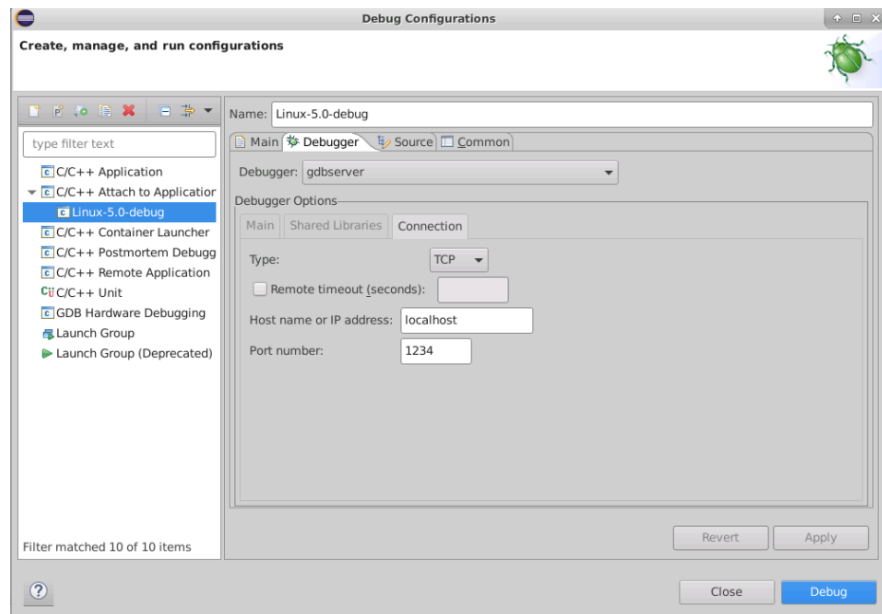 Debug Configurations
Create, manage, and run configurations
Name: Linux-5.0-debug
type filter text
Main Debugger Source Common
C/C++ Application
C/C++ Attach to Application
Linux-5.0-debug
C/C++ Container Launcher
C/C++ Postmortem Debugg
C/C++ Remote Application
C/C++ Unit
GDB Hardware Debugging
Launch Group
Launch Group (Deprecated)
Filter matched 10 of 10 items
Debugger: gdbserver
Debugger Options
Main Shared Libraries Connection
Type: TCP
Remote timeout (seconds):
Host name or IP address: localhost
Port number: 1234
Revert Apply
Close Debug